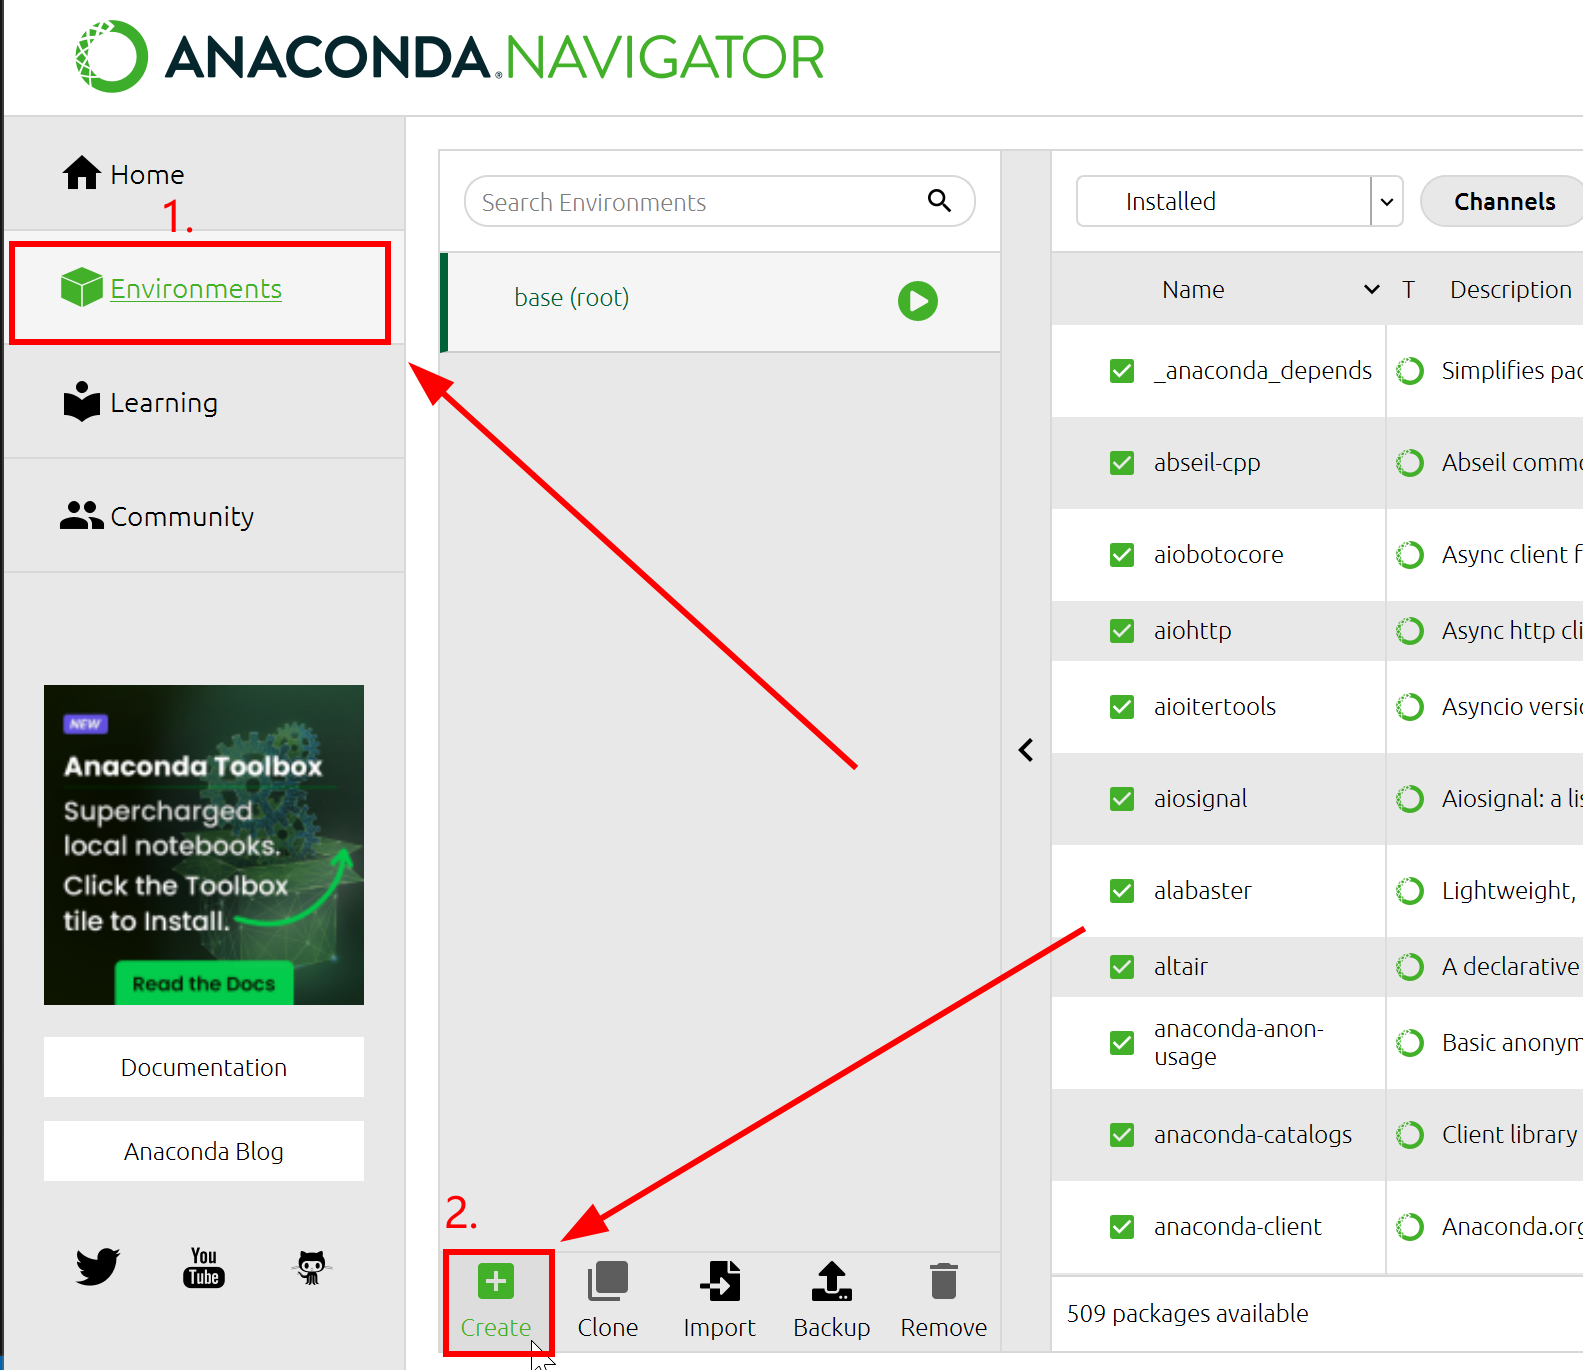 ANACONDA.NAVIGATOR
Home
1.
Environments
Learning
Community
NEW
Anaconda Toolbox
Supercharged
local notebooks.
Click the Toolbox
tile to Install.
Read the Docs
Documentation
Anaconda Blog
You
Tube
Search Environments
base (root)
2.
Create
Clone
Import
Backup
Remove
Installed
Channels
Name
T
Description
_anaconda_depends
Simplifies pac
abseil-cpp
Abseil commo
aiobotocore
Async client f
aiohttp
Async http cli
aioitertools
Asyncio versio
aiosignal
Aiosignal: a lis
alabaster
Lightweight,
altair
A declarative
anaconda-anon-
usage
Basic anonym
anaconda-catalogs
Client library
anaconda-client
Anaconda.org
509 packages available